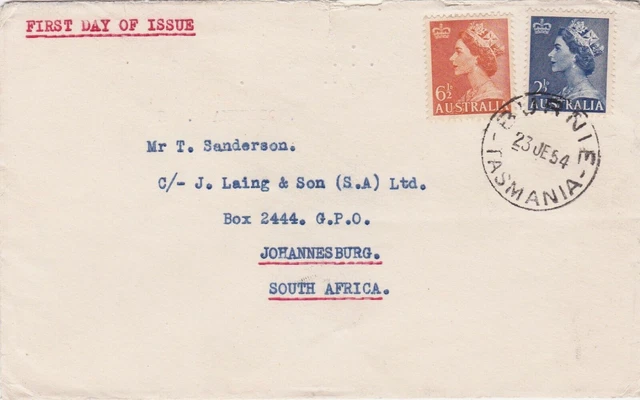 FIRST DAY OF ISSUE
6½
AUSTRALIA
2½
AUSTRALIA
BURNIE
23 JE 54
-TASMANIA-
Mr T. Sanderson.
C/- J. Laing & Son (S.A) Ltd.
Box 2444. G.P.O.
JOHANNESBURG.
SOUTH AFRICA.